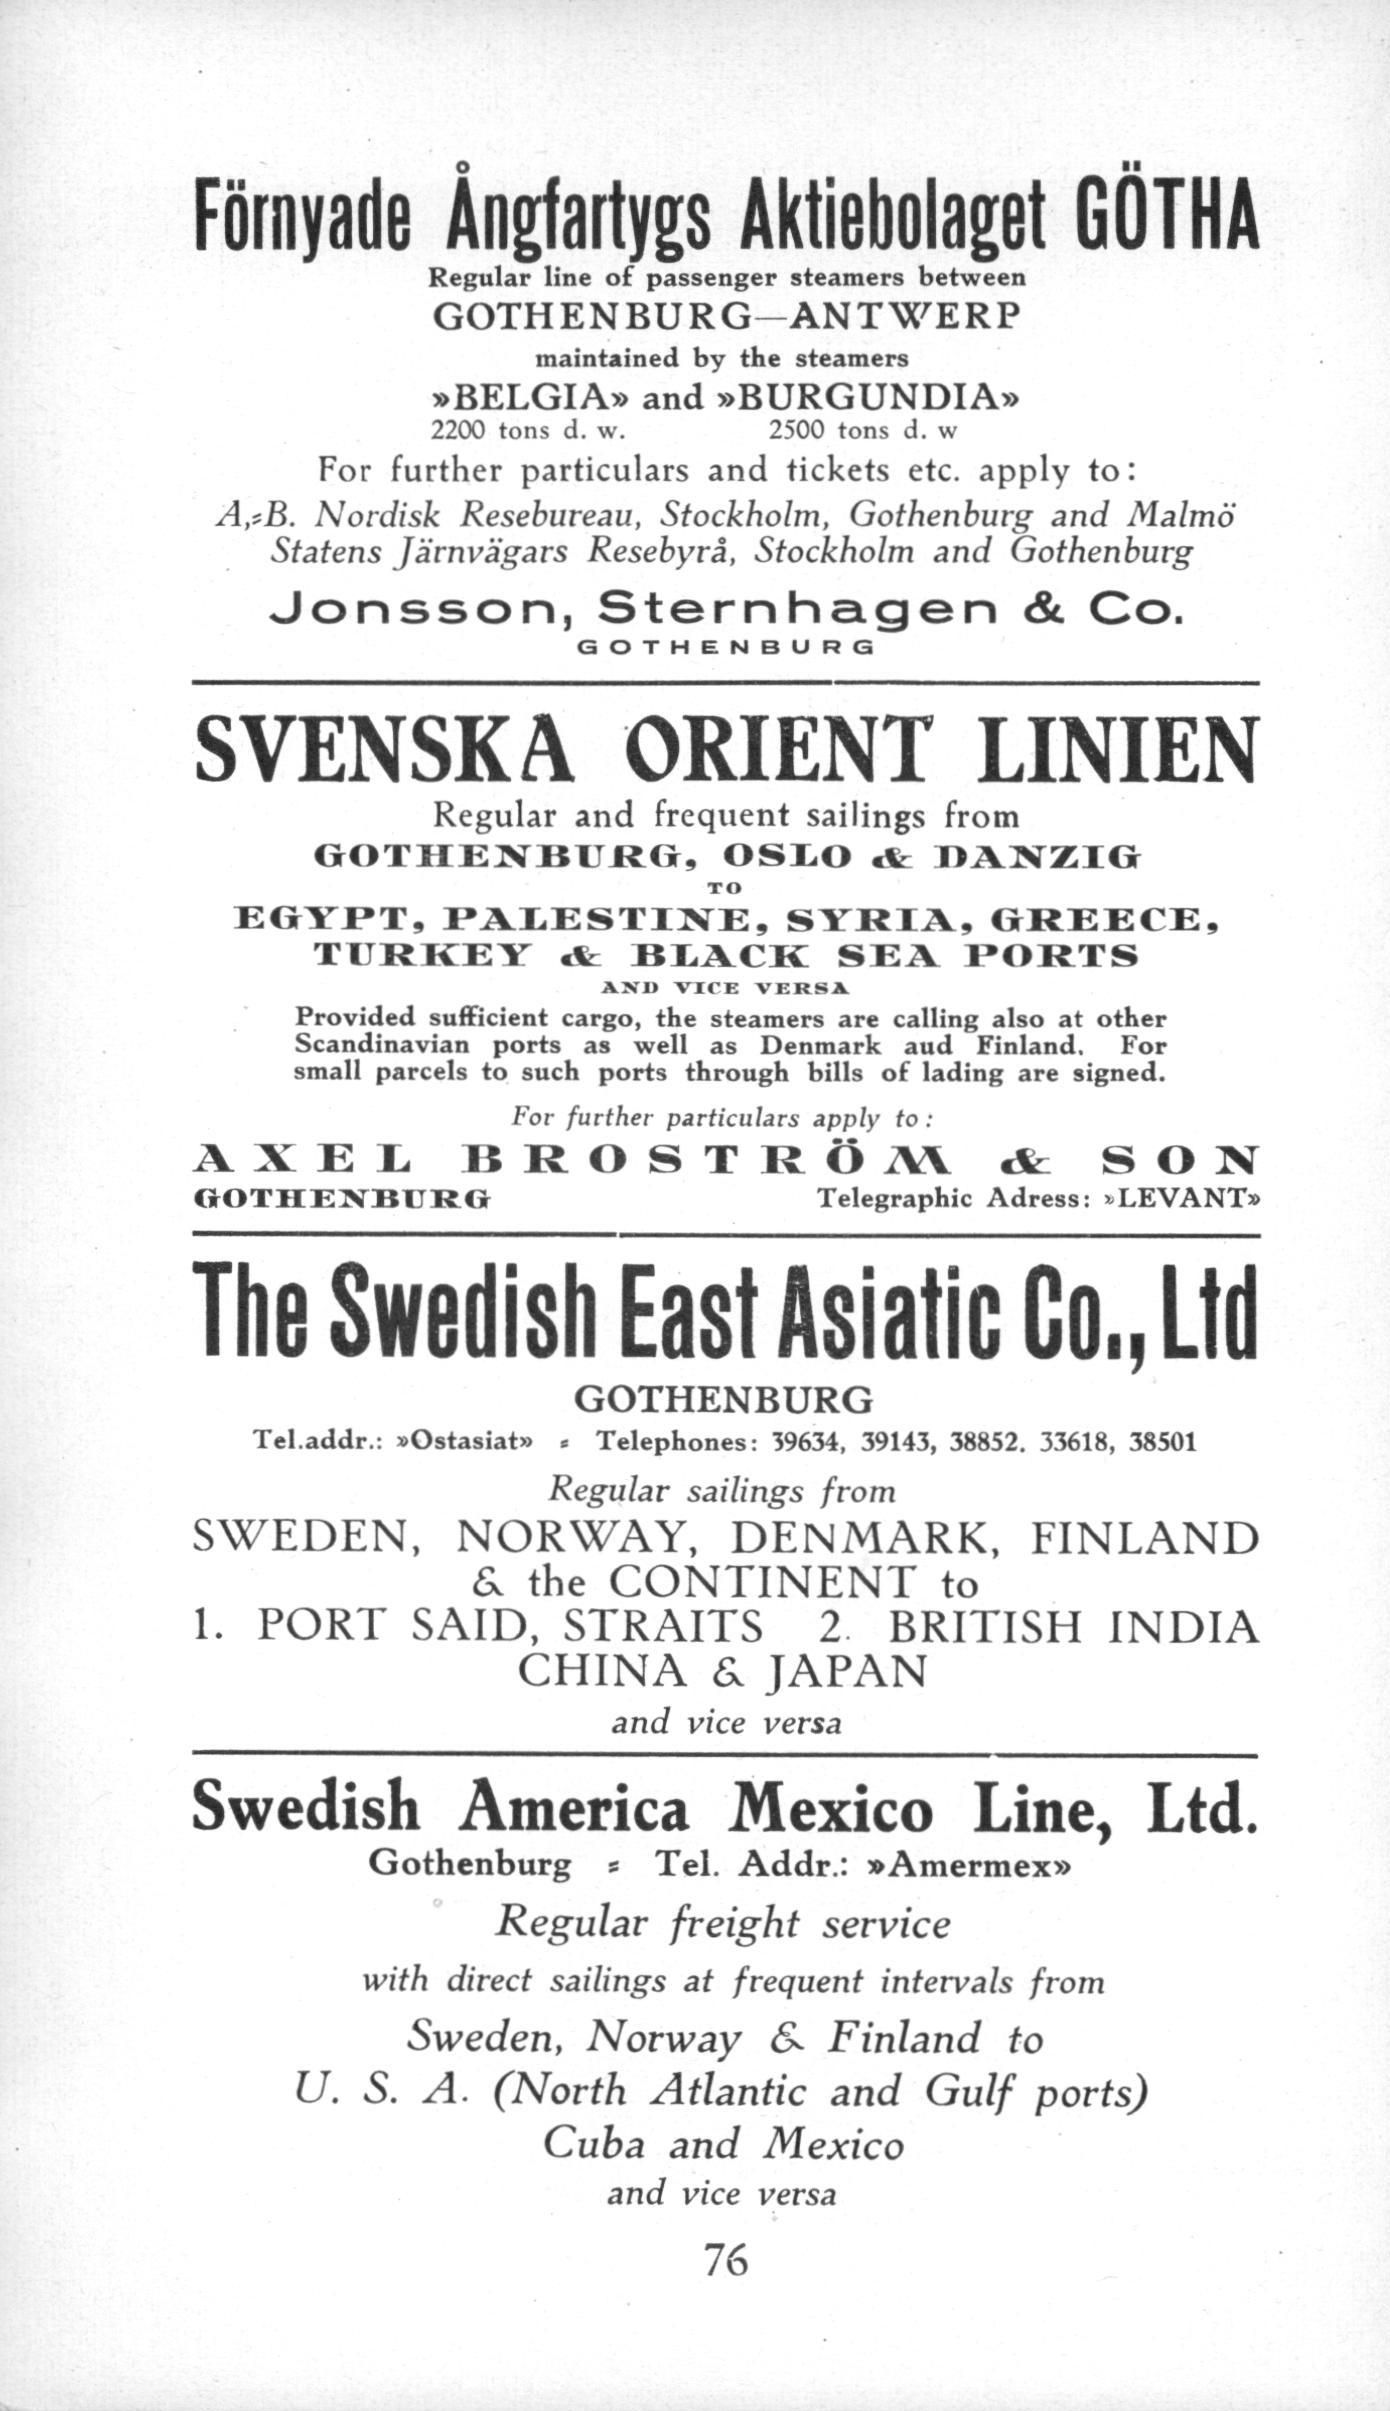 Förnyade Ångfartygs Aktiebolaget GÖTHA
Regular line of passenger steamers between
GOTHENBURG—ANTWERP
maintained by the steamers
»BELGIA» and »BURGUNDIA»
2200 tons d. w. 2500 tons d. w
For further particulars and tickets etc. apply to:
A,=B. Nordisk Resebureau, Stockholm, Gothenburg and Malmö
Statens Järnvägars Resebyrå, Stockholm and Gothenburg
Jonsson, Sternhagen & Co.
GOTHENBURG
SVENSKA ORIENT LINIEN
Regular and frequent sailings from
GOTHENBURG, OSLO & DANZIG
TO
EGYPT, PALESTINE, SYRIA, GREECE,
TURKEY & BLACK SEA PORTS
AND VICE VERSA
Provided sufficient cargo, the steamers are calling also at other
Scandinavian ports as well as Denmark aud Finland. For
small parcels to such ports through bills of lading are signed.
For further particulars apply to:
AXEL BROSTRÖM & SON
GOTHENBURG Telegraphic Adress: »LEVANT»
The Swedish East Asiatic Co., Ltd
GOTHENBURG
Tel.addr.: »Ostasiat» = Telephones: 39634, 39143, 38852. 33618, 38501
Regular sailings from
SWEDEN, NORWAY, DENMARK, FINLAND
& the CONTINENT to
1. PORT SAID, STRAITS 2. BRITISH INDIA
CHINA & JAPAN
and vice versa
Swedish America Mexico Line, Ltd.
Gothenburg = Tel. Addr.: »Amermex»
Regular freight service
with direct sailings at frequent intervals from
Sweden, Norway & Finland to
U. S. A. (North Atlantic and Gulf ports)
Cuba and Mexico
and vice versa
76